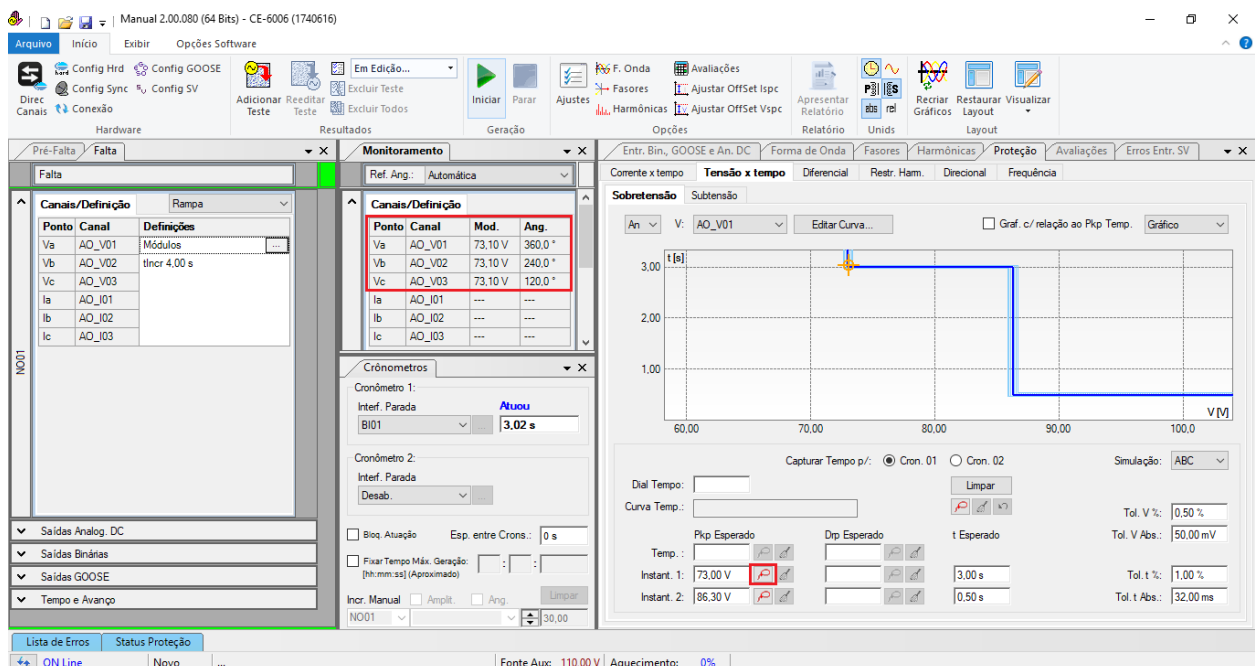 Manual 2.00.080 (64 Bits) - CE-6006 (1740616)
Arquivo Início Exibir Opções Software
Direc Canais
Config Hrd Config GOOSE
Config Sync Config SV
Conexão
Hardware
Adicionar Teste
Reeditar Teste
Em Edição...
Excluir Teste
Excluir Todos
Resultados
Iniciar Parar
Geração
Ajustes
F. Onda Avaliações
Fasores Ajustar OffSet Ispc
Harmônicas Ajustar OffSet Vspc
Opções
Apresentar Relatório
Relatório
abs rel
Unids
Recriar Gráficos
Restaurar Layout
Visualizar
Layout
Pré-Falta Falta
Falta
Canais/Definição Rampa
Ponto Canal Definições
Va AO_V01 Módulos ...
Vb AO_V02 tIncr 4,00 s
Vc AO_V03
Ia AO_I01
Ib AO_I02
Ic AO_I03
NO01
Saídas Analog. DC
Saídas Binárias
Saídas GOOSE
Tempo e Avanço
Monitoramento
Ref. Ang.: Automática
Canais/Definição
Ponto Canal Mod. Ang.
Va AO_V01 73,10 V 360,0 °
Vb AO_V02 73,10 V 240,0 °
Vc AO_V03 73,10 V 120,0 °
Ia AO_I01 --- ---
Ib AO_I02 --- ---
Ic AO_I03 --- ---
Crônometros
Cronômetro 1:
Interf. Parada Atuou
BI01 ... 3,02 s
Cronômetro 2:
Interf. Parada
Desab. ...
Bloq. Atuação Esp. entre Crons.: 0 s
Fixar Tempo Máx. Geração: : :
[hh:mm:ss] (Aproximado)
Incr. Manual Amplit. Ang. Limpar
NO01 30,00
Entr. Bin., GOOSE e An. DC Forma de Onda Fasores Harmônicas Proteção Avaliações Erros Entr. SV
Corrente x tempo Tensão x tempo Diferencial Restr. Harm. Direcional Frequência
Sobretensão Subtensão
An V: AO_V01 Editar Curva... Graf. c/ relação ao Pkp Temp. Gráfico
t [s]
3,00
2,00
1,00
V [V]
60,00 70,00 80,00 90,00 100,0
Capturar Tempo p/: Cron. 01 Cron. 02 Simulação: ABC
Dial Tempo: Limpar
Curva Temp.:
Tol. V %: 0,50 %
Pkp Esperado Drp Esperado t Esperado Tol. V Abs.: 50,00 mV
Temp. :
Instant. 1: 73,00 V 3,00 s Tol. t %: 1,00 %
Instant. 2: 86,30 V 0,50 s Tol. t Abs.: 32,00 ms
Lista de Erros Status Proteção
ON Line Novo ... Fonte Aux: 110,00 V Aquecimento: 0%